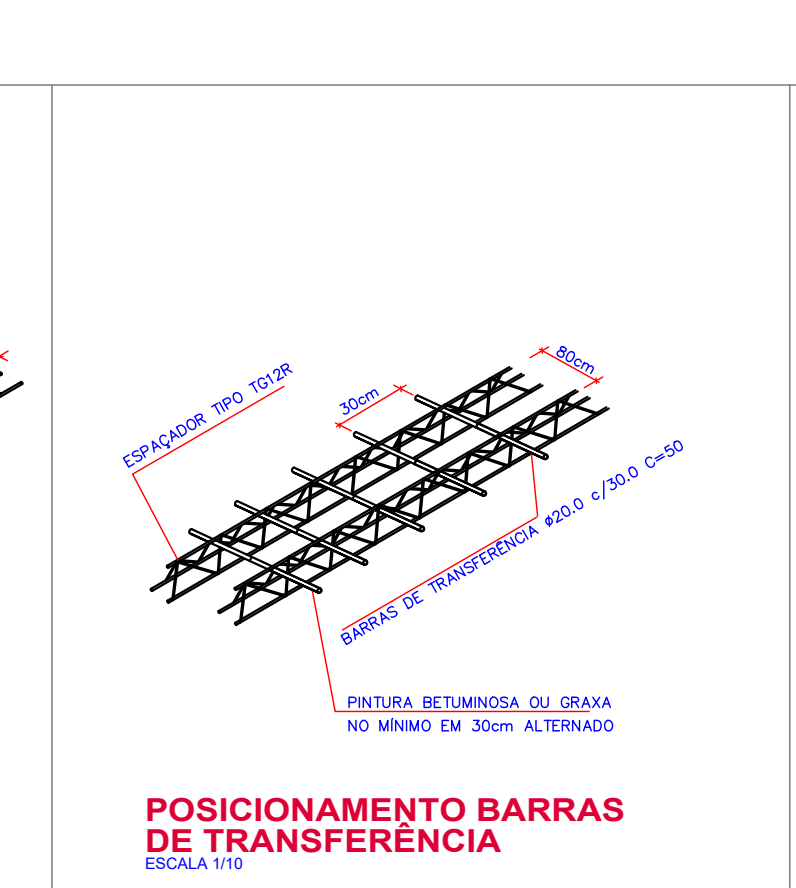 80cm
30cm
ESPAÇADOR TIPO TG12R
BARRAS DE TRANSFERÊNCIA ø20.0 c/30.0 C=50
PINTURA BETUMINOSA OU GRAXA
NO MÍNIMO EM 30cm ALTERNADO
POSICIONAMENTO BARRAS
DE TRANSFERÊNCIA
ESCALA 1/10